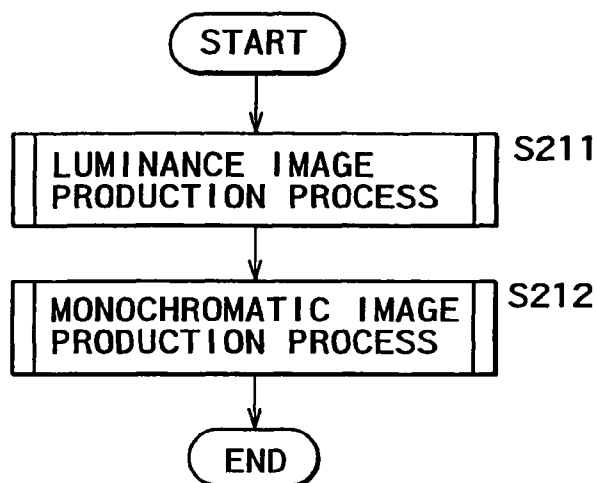 START
LUMINANCE IMAGE
PRODUCTION PROCESS
S211
MONOCHROMATIC IMAGE
PRODUCTION PROCESS
S212
END